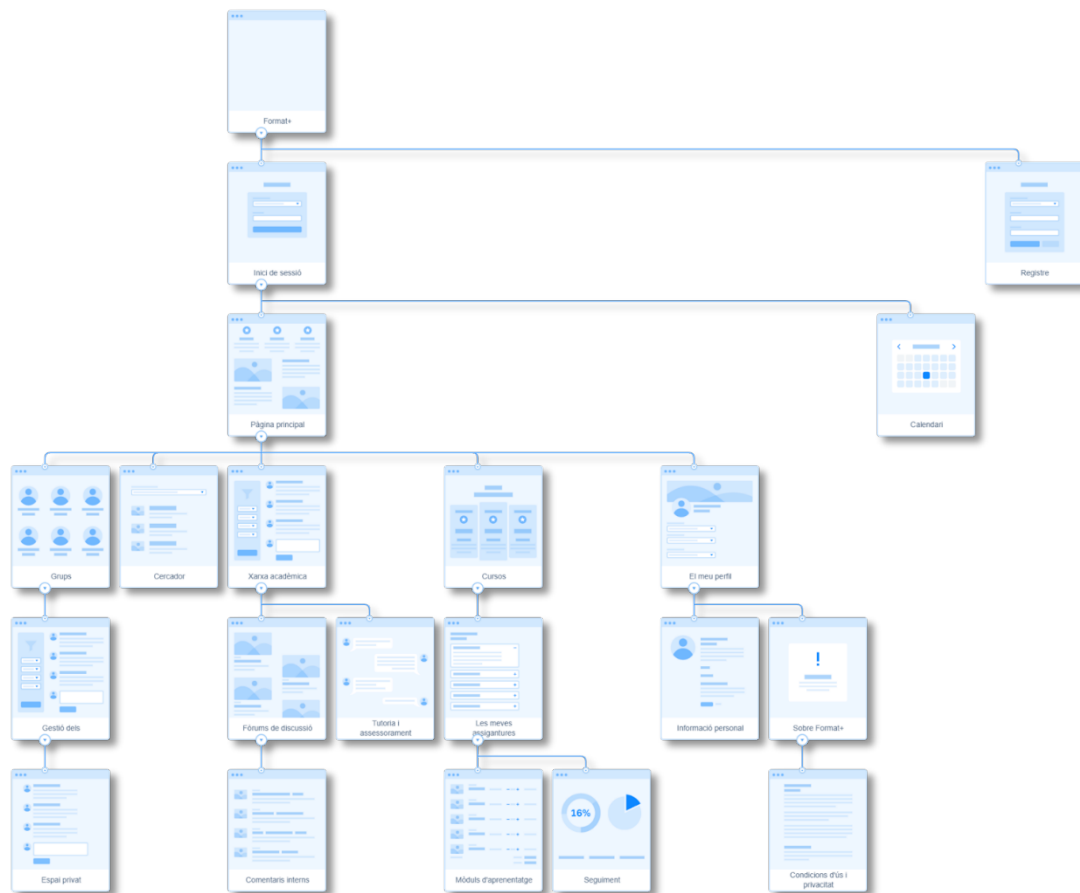 Format+
Inici de sessió
Registre
Pàgina principal
Calendari
Grups
Cercador
Xarxa acadèmica
Cursos
El meu perfil
Gestió dels
Fòrums de discussió
Tutoria i
assessorament
Les meves
assigantures
Informació personal
Sobre Format+
Espai privat
Comentaris interns
Mòduls d'aprenentatge
16%
Seguiment
Condicions d'ús i
privacitat